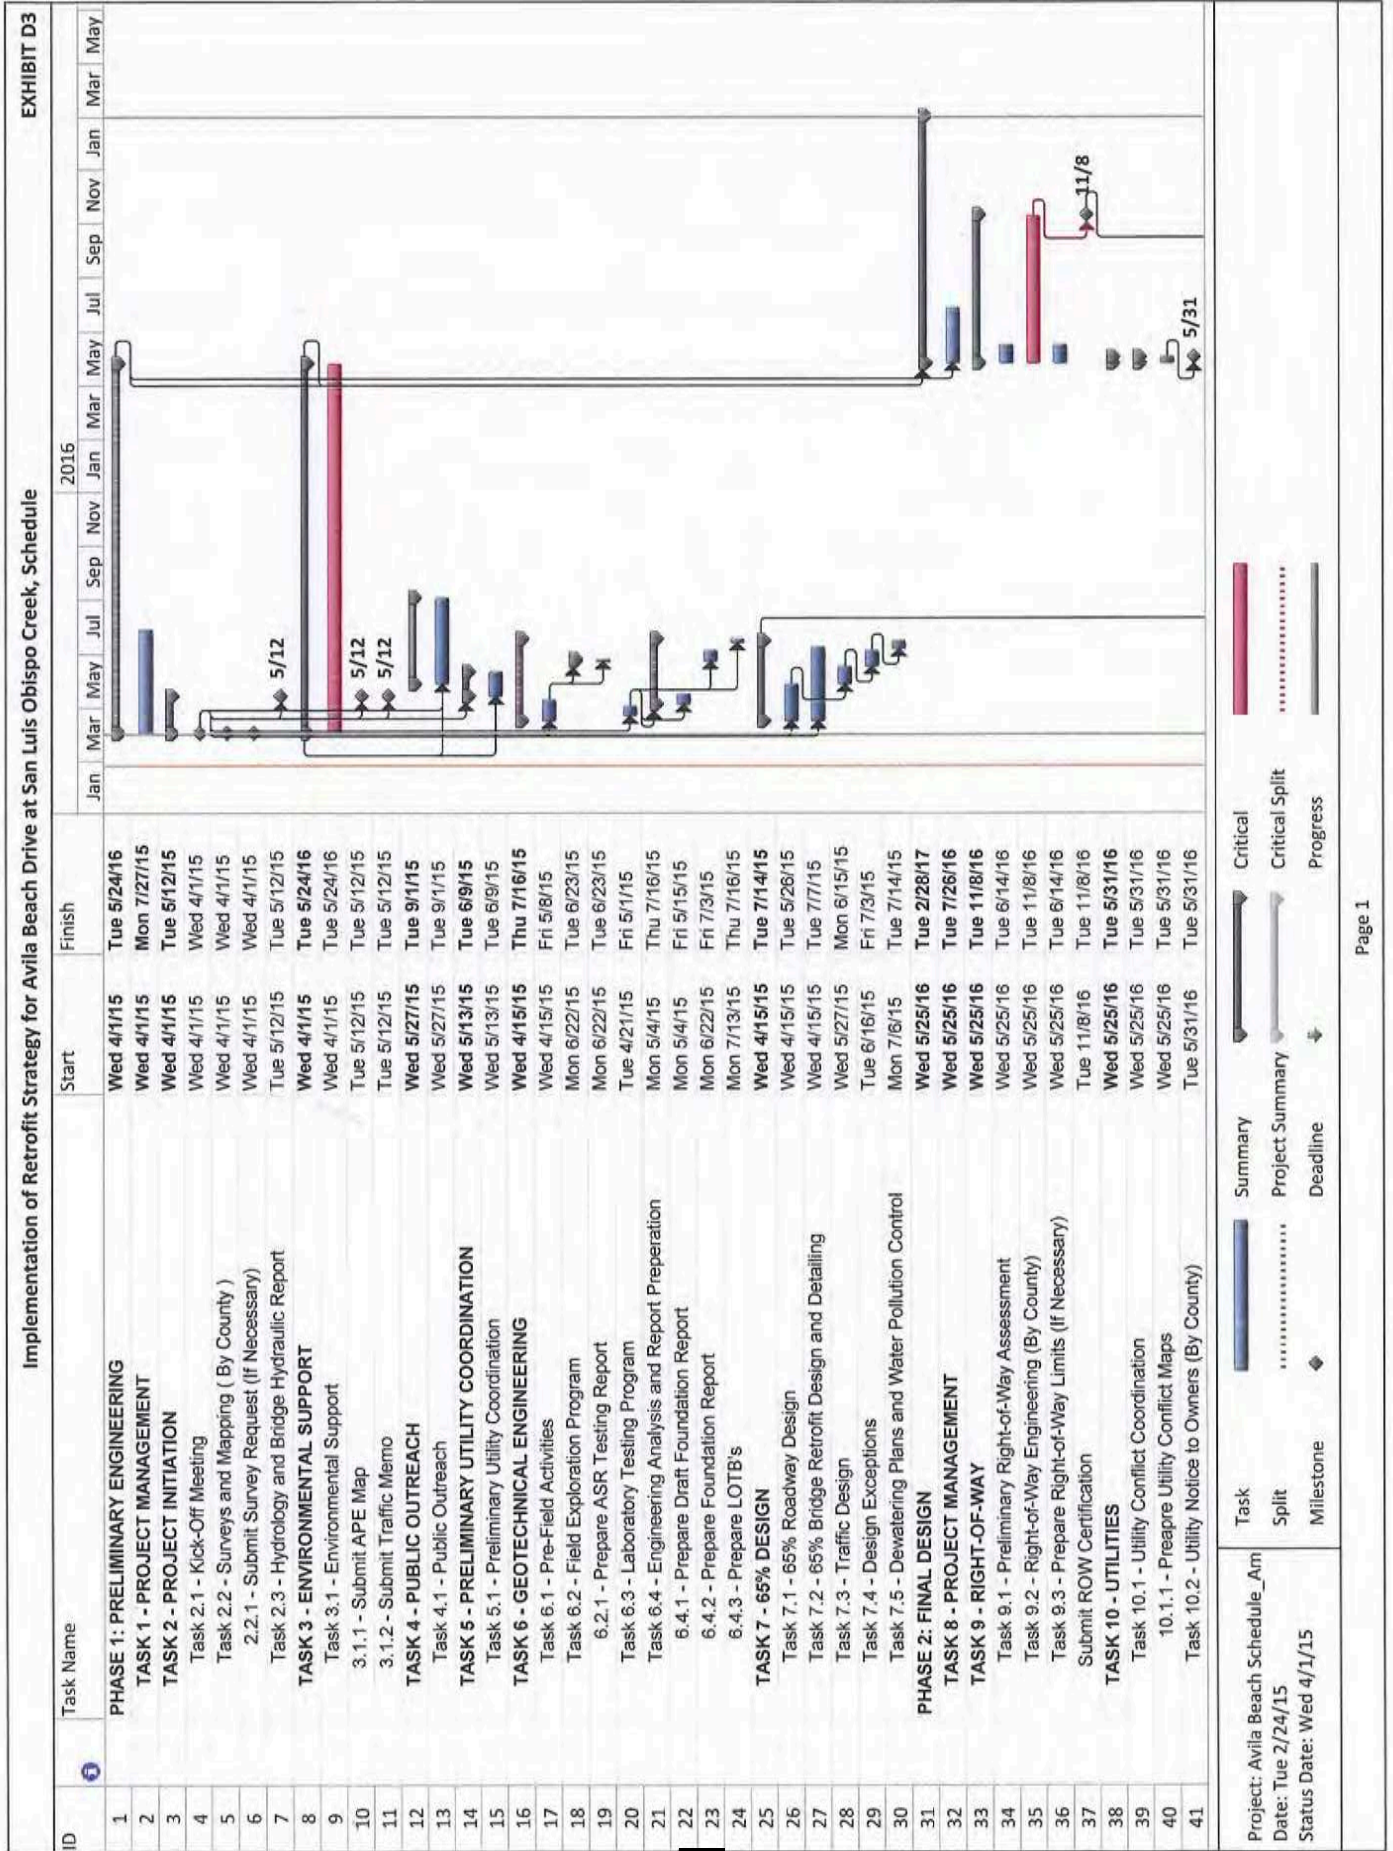 EXHIBIT D3
Implementation of Retrofit Strategy for Avila Beach Drive at San Luis Obispo Creek, Schedule
ID Task Name Start Finish 2016
Jan Mar May Jul Sep Nov Jan Mar May Jul Sep Nov Jan Mar May
1 PHASE 1: PRELIMINARY ENGINEERING Wed 4/1/15 Tue 5/24/16
2 TASK 1 - PROJECT MANAGEMENT Wed 4/1/15 Mon 7/27/15
3 TASK 2 - PROJECT INITIATION Wed 4/1/15 Tue 5/12/15
4 Task 2.1 - Kick-Off Meeting Wed 4/1/15 Wed 4/1/15
5 Task 2.2 - Surveys and Mapping ( By County ) Wed 4/1/15 Wed 4/1/15
6 2.2.1 - Submit Survey Request (If Necessary) Wed 4/1/15 Wed 4/1/15
7 Task 2.3 - Hydrology and Bridge Hydraulic Report Tue 5/12/15 Tue 5/12/15 5/12
8 TASK 3 - ENVIRONMENTAL SUPPORT Wed 4/1/15 Tue 5/24/16
9 Task 3.1 - Environmental Support Wed 4/1/15 Tue 5/24/16
10 3.1.1 - Submit APE Map Tue 5/12/15 Tue 5/12/15 5/12
11 3.1.2 - Submit Traffic Memo Tue 5/12/15 Tue 5/12/15 5/12
12 TASK 4 - PUBLIC OUTREACH Wed 5/27/15 Tue 9/1/15
13 Task 4.1 - Public Outreach Wed 5/27/15 Tue 9/1/15
14 TASK 5 - PRELIMINARY UTILITY COORDINATION Wed 5/13/15 Tue 6/9/15
15 Task 5.1 - Preliminary Utility Coordination Wed 5/13/15 Tue 6/9/15
16 TASK 6 - GEOTECHNICAL ENGINEERING Wed 4/15/15 Thu 7/16/15
17 Task 6.1 - Pre-Field Activities Wed 4/15/15 Fri 5/8/15
18 Task 6.2 - Field Exploration Program Mon 6/22/15 Tue 6/23/15
19 6.2.1 - Prepare ASR Testing Report Mon 6/22/15 Tue 6/23/15
20 Task 6.3 - Laboratory Testing Program Tue 4/21/15 Fri 5/1/15
21 Task 6.4 - Engineering Analysis and Report Preperation Mon 5/4/15 Thu 7/16/15
22 6.4.1 - Prepare Draft Foundation Report Mon 5/4/15 Fri 5/15/15
23 6.4.2 - Prepare Foundation Report Mon 6/22/15 Fri 7/3/15
24 6.4.3 - Prepare LOTB's Mon 7/13/15 Thu 7/16/15
25 TASK 7 - 65% DESIGN Wed 4/15/15 Tue 7/14/15
26 Task 7.1 - 65% Roadway Design Wed 4/15/15 Tue 5/26/15
27 Task 7.2 - 65% Bridge Retrofit Design and Detailing Wed 4/15/15 Tue 7/7/15
28 Task 7.3 - Traffic Design Wed 5/27/15 Mon 6/15/15
29 Task 7.4 - Design Exceptions Tue 6/16/15 Fri 7/3/15
30 Task 7.5 - Dewatering Plans and Water Pollution Control Mon 7/6/15 Tue 7/14/15
31 PHASE 2: FINAL DESIGN Wed 5/25/16 Tue 2/28/17
32 TASK 8 - PROJECT MANAGEMENT Wed 5/25/16 Tue 7/26/16
33 TASK 9 - RIGHT-OF-WAY Wed 5/25/16 Tue 11/8/16
34 Task 9.1 - Preliminary Right-of-Way Assessment Wed 5/25/16 Tue 6/14/16
35 Task 9.2 - Right-of-Way Engineering (By County) Wed 5/25/16 Tue 11/8/16
36 Task 9.3 - Prepare Right-of-Way Limits (If Necessary) Wed 5/25/16 Tue 6/14/16
37 Submit ROW Certification Tue 11/8/16 Tue 11/8/16 11/8
38 TASK 10 - UTILITIES Wed 5/25/16 Tue 5/31/16
39 Task 10.1 - Utility Conflict Coordination Wed 5/25/16 Tue 5/31/16
40 10.1.1 - Preapre Utility Conflict Maps Wed 5/25/16 Tue 5/31/16
41 Task 10.2 - Utility Notice to Owners (By County) Tue 5/31/16 Tue 5/31/16 5/31
Project: Avila Beach Schedule_Am
Date: Tue 2/24/15
Status Date: Wed 4/1/15
Task Summary Critical
Split Project Summary Critical Split
Milestone Deadline Progress
Page 1